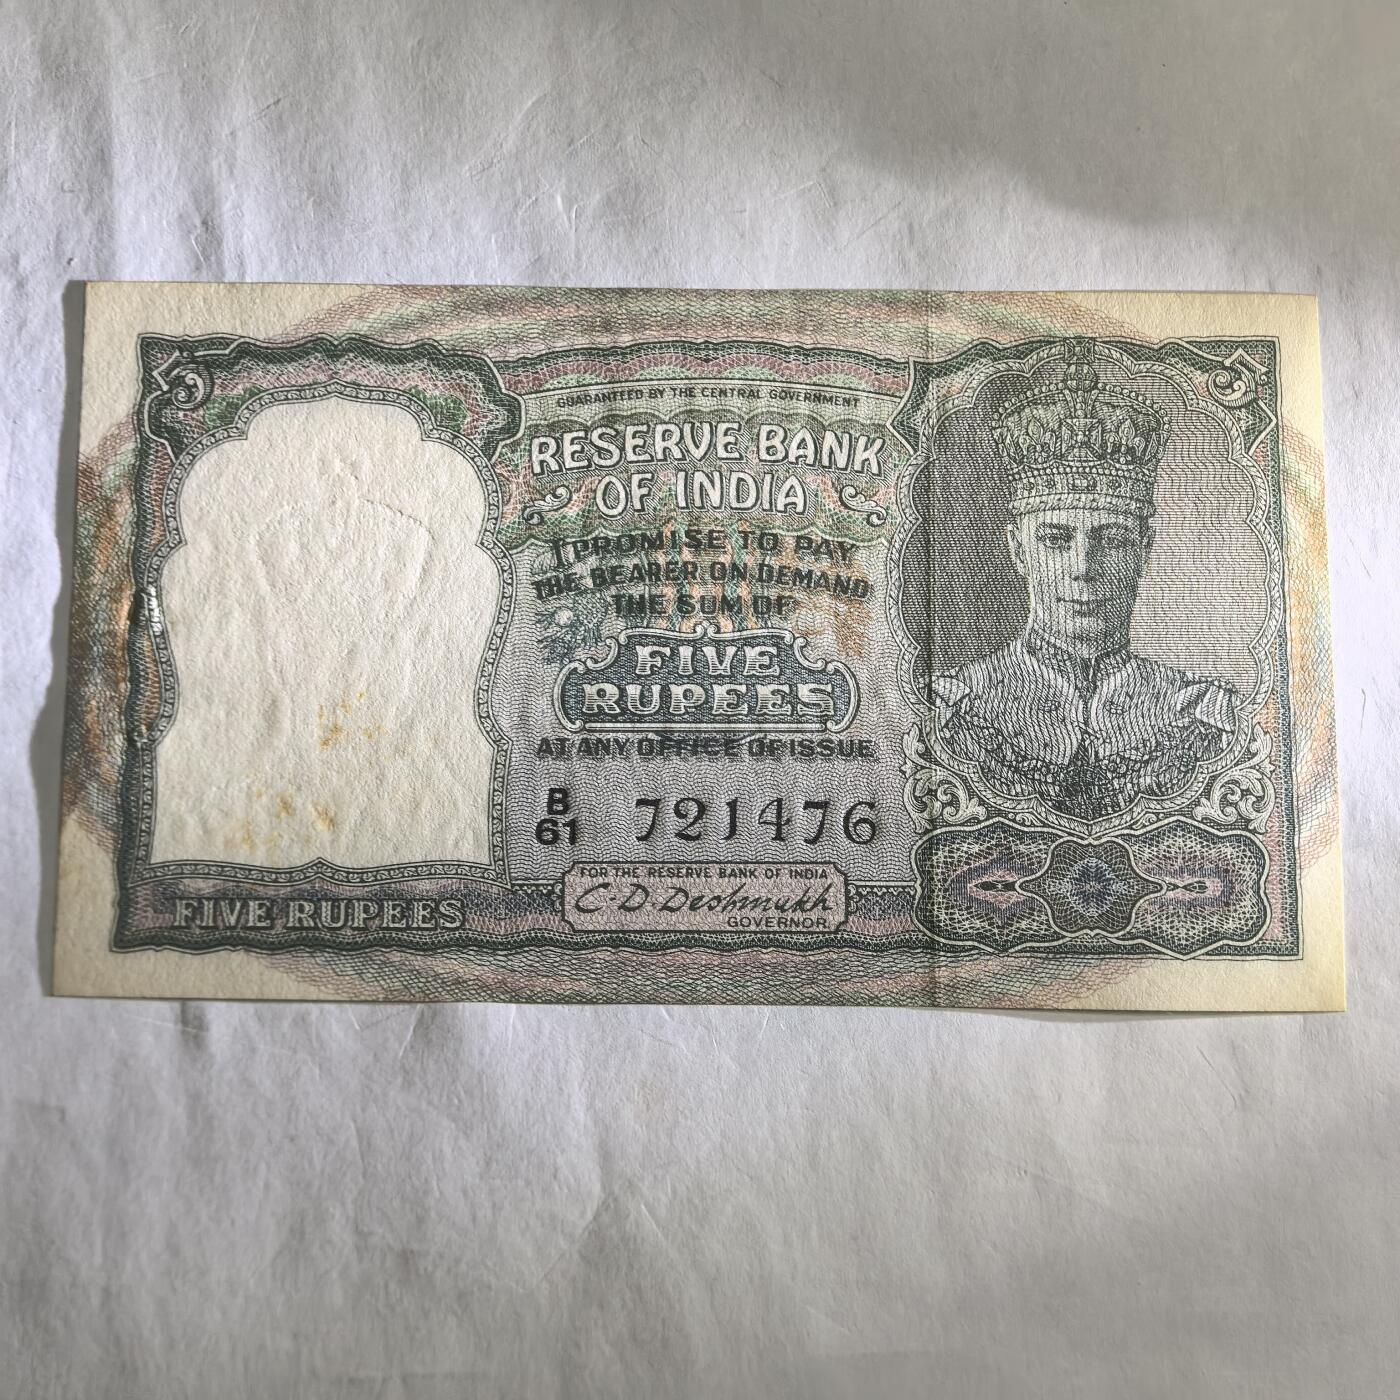 5
5
GUARANTEED BY THE CENTRAL GOVERNMENT
RESERVE BANK
OF INDIA
I PROMISE TO PAY
THE BEARER ON DEMAND
THE SUM OF
FIVE
RUPEES
AT ANY OFFICE OF ISSUE
B
61 721476
FOR THE RESERVE BANK OF INDIA
C.D. Deshmukh
GOVERNOR.
FIVE RUPEES